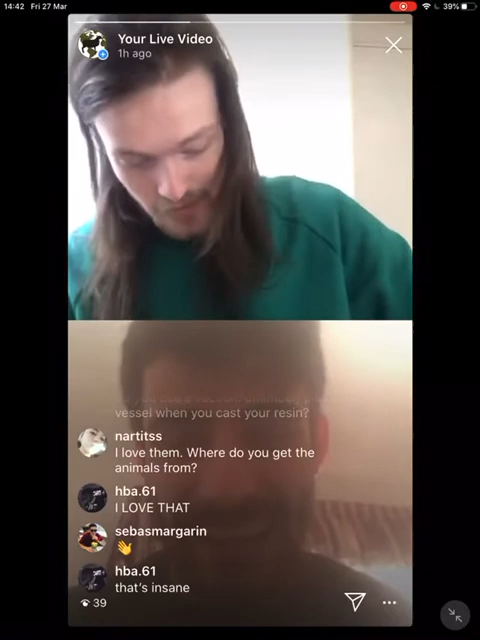 14:42 Fri 27 Mar
39%
Your Live Video
1h ago
vessel when you cast your resin?
nartitss
I love them. Where do you get the
animals from?
hba.61
I LOVE THAT
sebasmargarin
👋
hba.61
that's insane
39